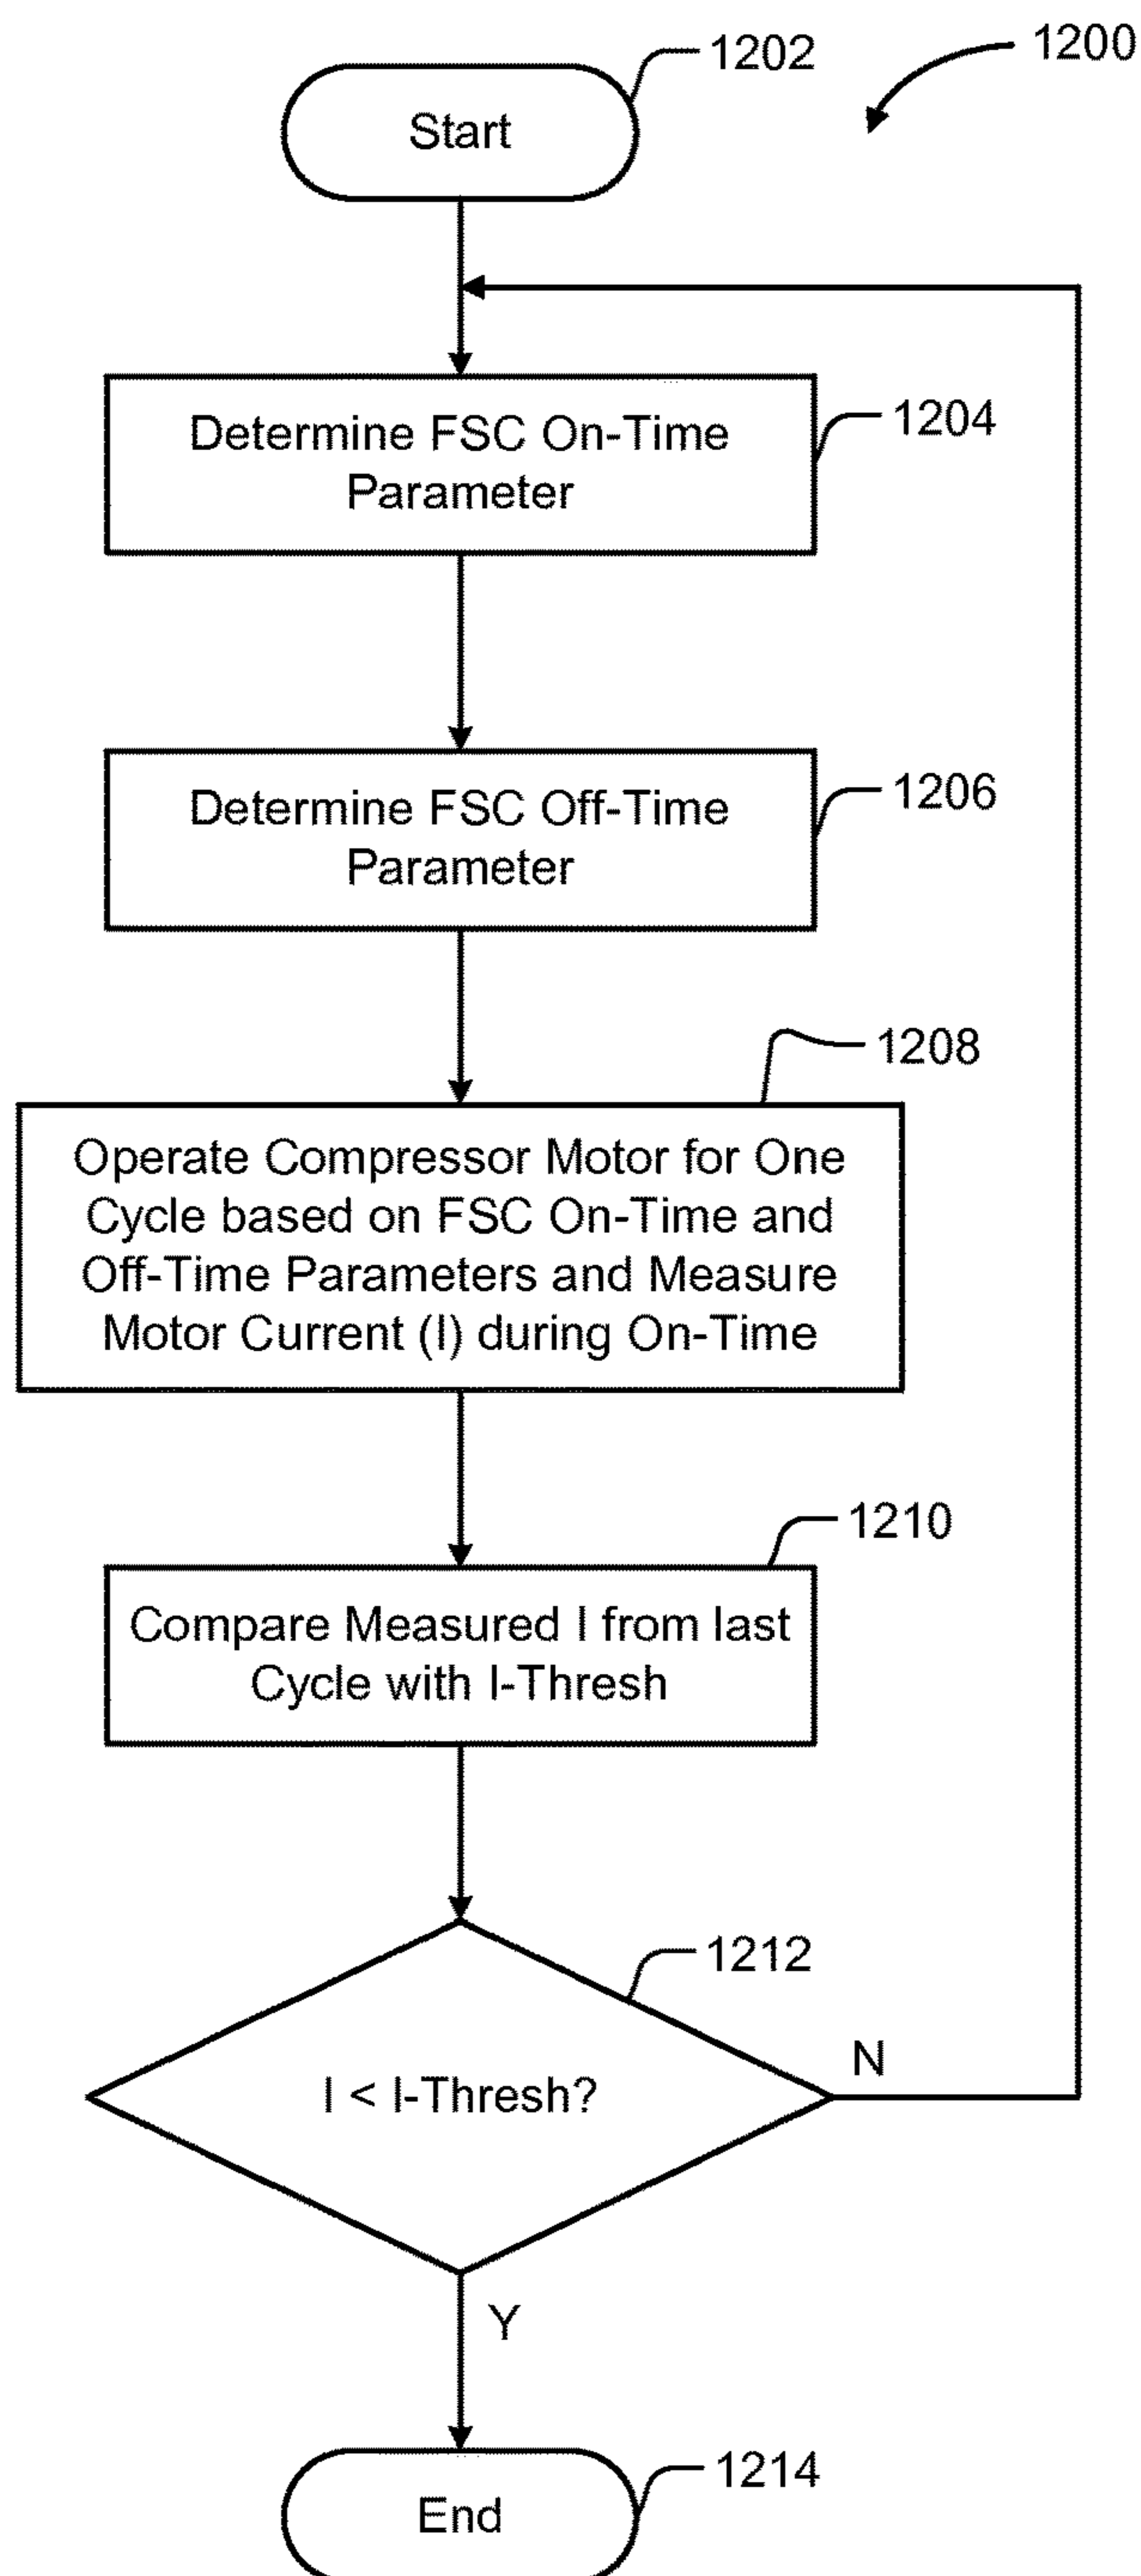 1202
1200
Start
Determine FSC On-Time
Parameter
1204
Determine FSC Off-Time
Parameter
1206
1208
Operate Compressor Motor for One
Cycle based on FSC On-Time and
Off-Time Parameters and Measure
Motor Current (I) during On-Time
1210
Compare Measured I from last
Cycle with I-Thresh
1212
I < I-Thresh?
N
Y
1214
End